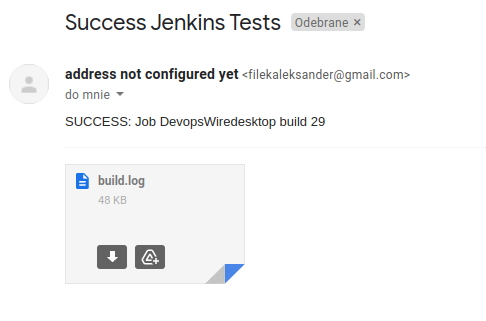 Success Jenkins Tests Odebrane ×
address not configured yet <filekaleksander@gmail.com>
do mnie
SUCCESS: Job DevopsWiredesktop build 29
build.log
48 KB